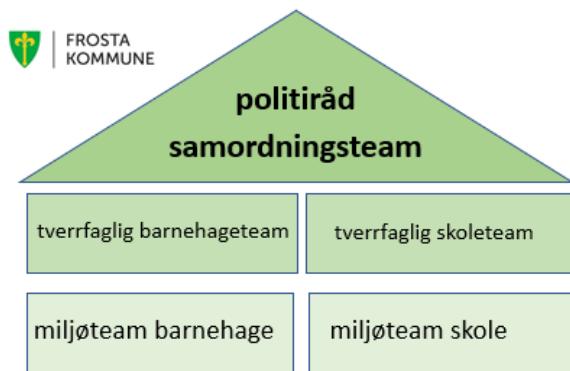 FROSTA
KOMMUNE
politiråd
samordningsteam
tverrfaglig barnehageteam
tverrfaglig skoleteam
miljøteam barnehage
miljøteam skole